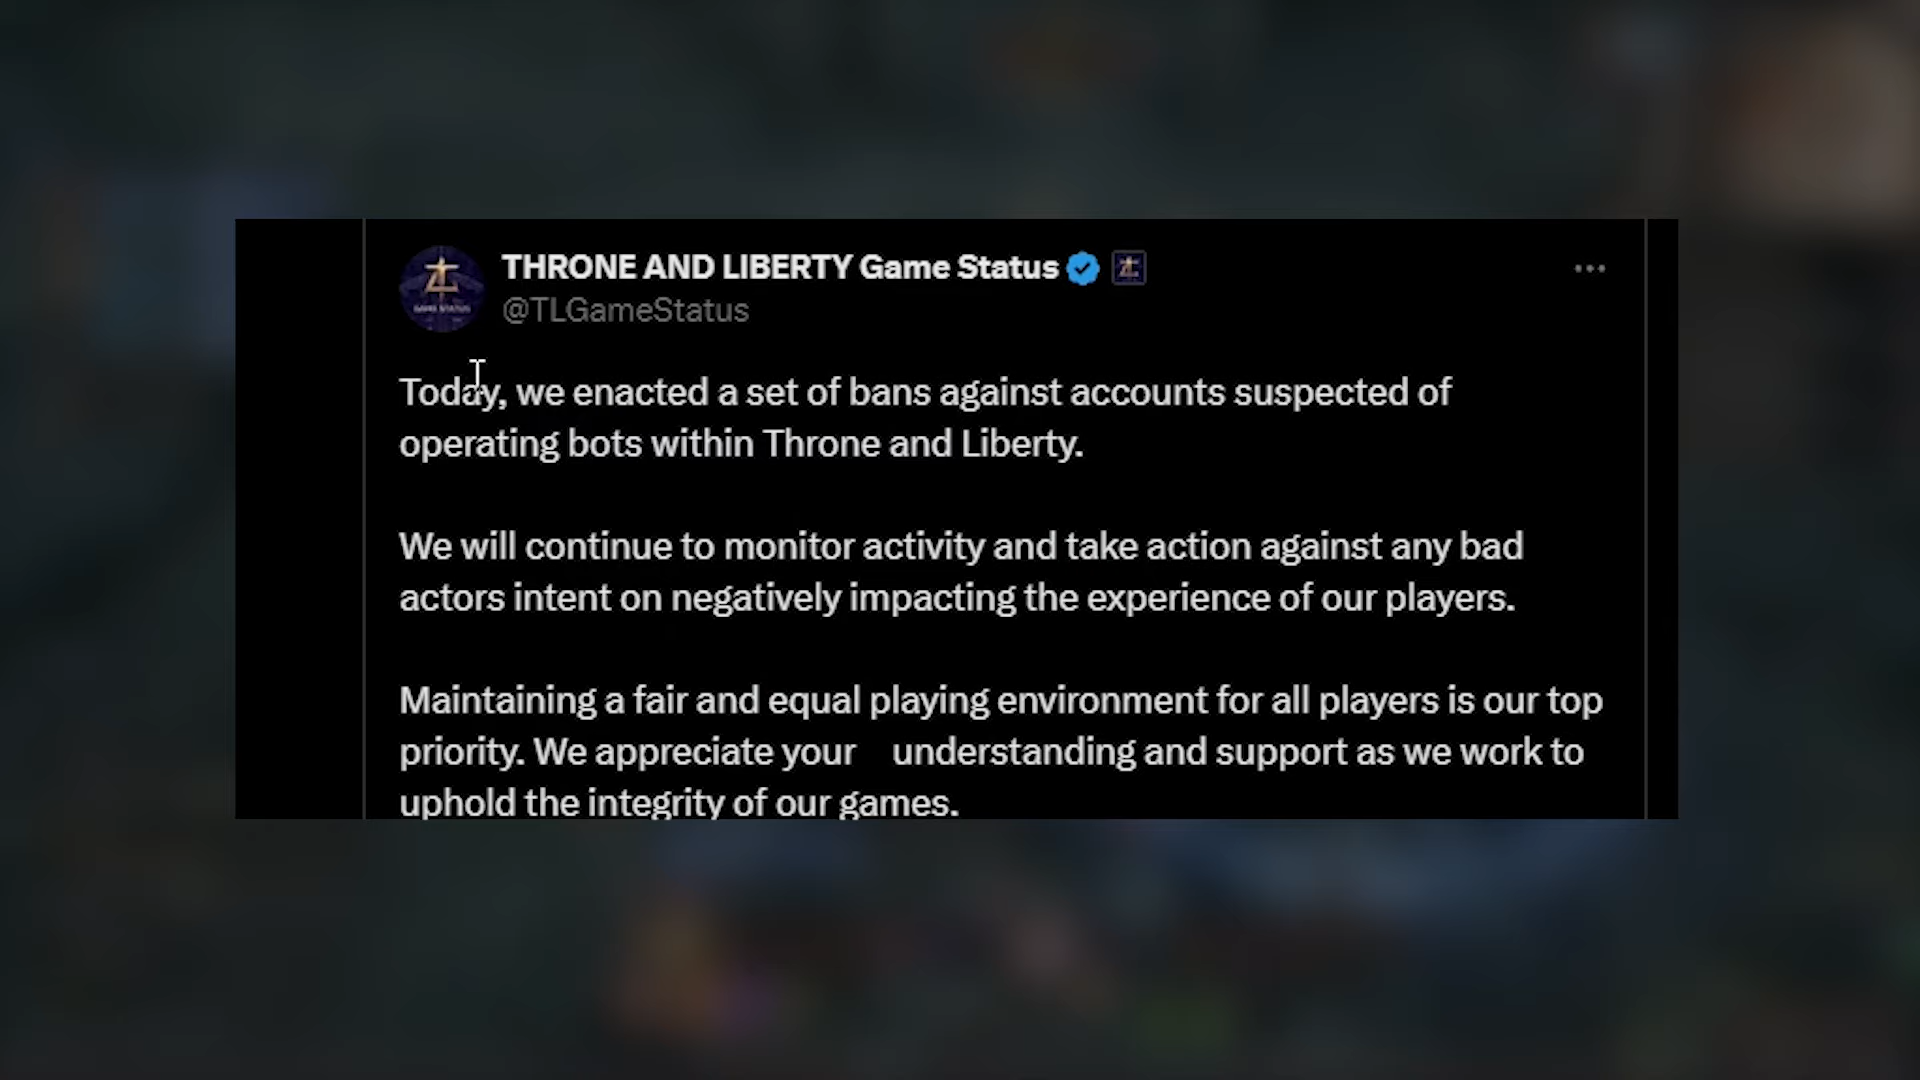 THRONE AND LIBERTY Game Status
@TLGameStatus
Today, we enacted a set of bans against accounts suspected of
operating bots within Throne and Liberty.
We will continue to monitor activity and take action against any bad
actors intent on negatively impacting the experience of our players.
Maintaining a fair and equal playing environment for all players is our top
priority. We appreciate your understanding and support as we work to
uphold the integrity of our games.